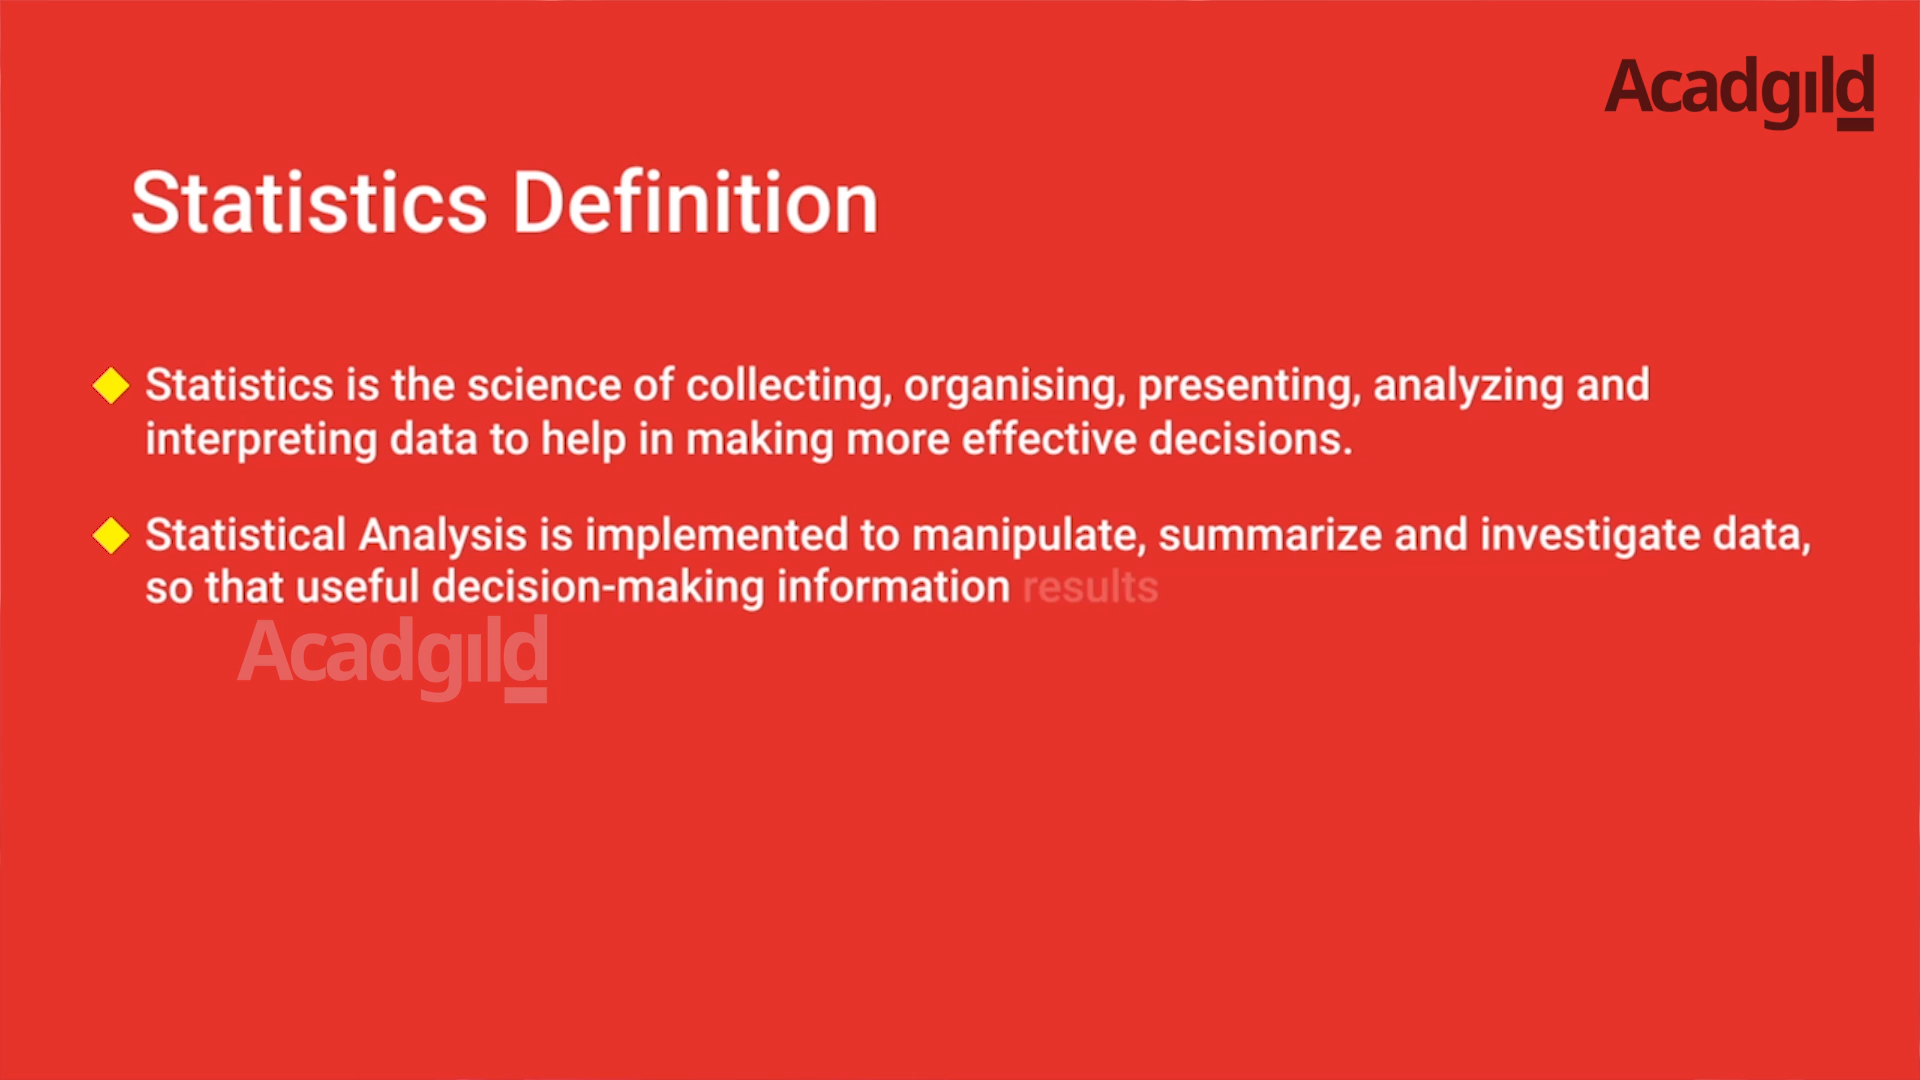 Acadgild
Statistics Definition
Statistics is the science of collecting, organising, presenting, analyzing and
interpreting data to help in making more effective decisions.
Statistical Analysis is implemented to manipulate, summarize and investigate data,
so that useful decision-making information results
Acadgild